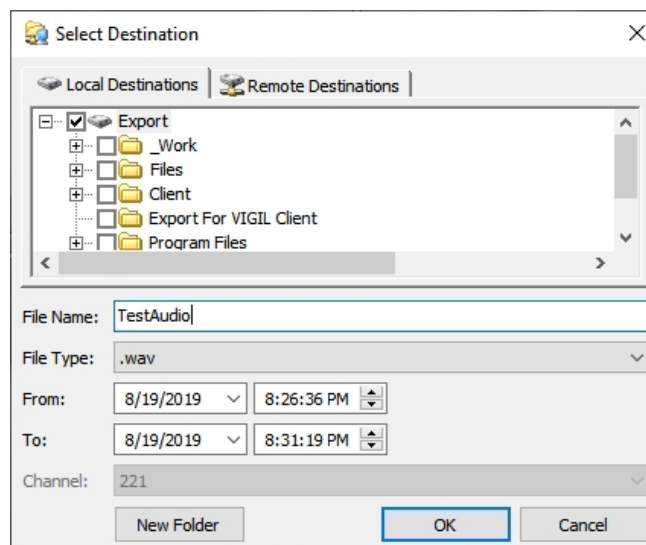 Select Destination
Local Destinations Remote Destinations
Export
_Work
Files
Client
Export For VIGIL Client
Program Files
File Name: TestAudio
File Type: .wav
From: 8/19/2019 8:26:36 PM
To: 8/19/2019 8:31:19 PM
Channel: 221
New Folder OK Cancel